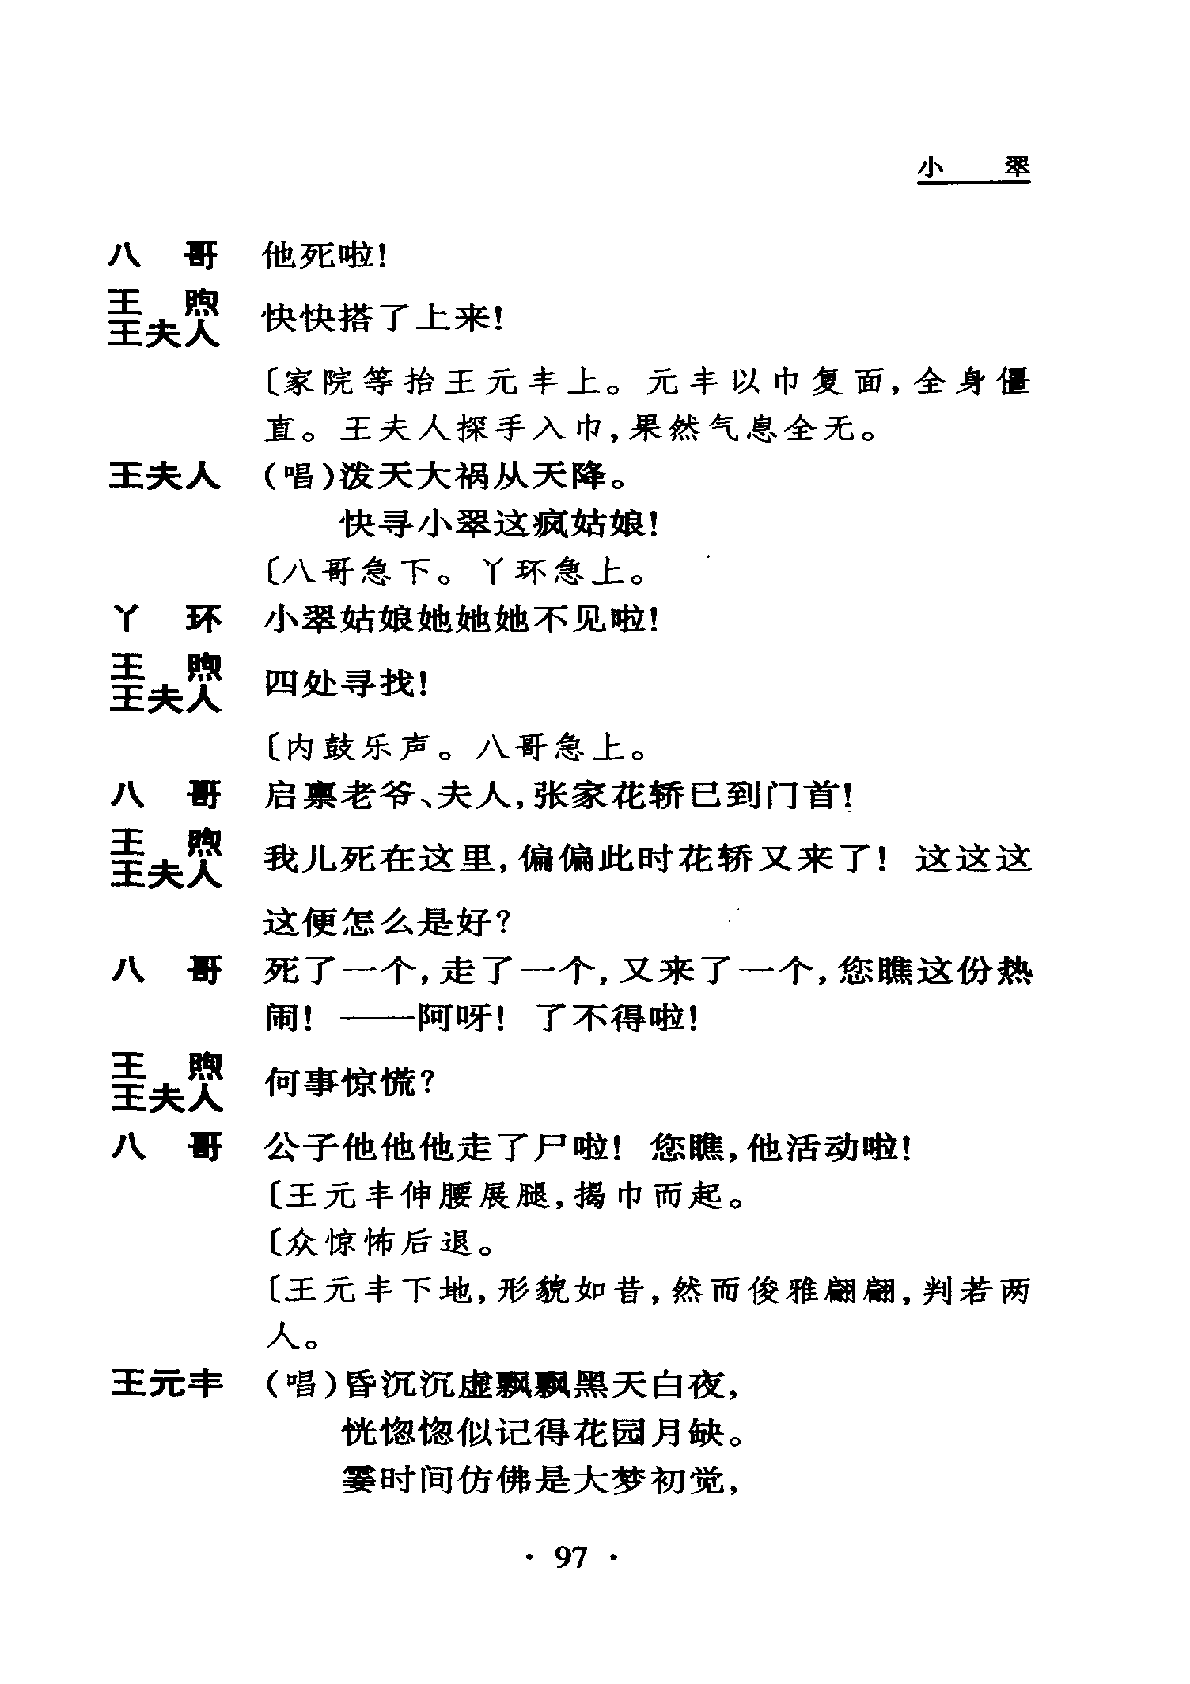 小　翠
八　哥　他死啦!
王　煦
王夫人　快快搭了上来!
〔家院等抬王元丰上。元丰以巾复面,全身僵
直。王夫人探手入巾,果然气息全无。
王夫人　(唱)泼天大祸从天降。
快寻小翠这疯姑娘!
〔八哥急下。丫环急上。
丫　环　小翠姑娘她她她不见啦!
王　煦
王夫人　四处寻找!
〔内鼓乐声。八哥急上。
八　哥　启禀老爷、夫人,张家花轿已到门首!
王　煦
王夫人　我儿死在这里,偏偏此时花轿又来了! 这这这
这便怎么是好?
八　哥　死了一个,走了一个,又来了一个,您瞧这份热
闹! ——阿呀! 了不得啦!
王　煦
王夫人　何事惊慌?
八　哥　公子他他他走了尸啦! 您瞧,他活动啦!
〔王元丰伸腰展腿,揭巾而起。
〔众惊怖后退。
〔王元丰下地,形貌如昔,然而俊雅翩翩,判若两
人。
王元丰　(唱)昏沉沉虚飘飘黑天白夜,
恍惚惚似记得花园月缺。
霎时间仿佛是大梦初觉,
· 97 ·